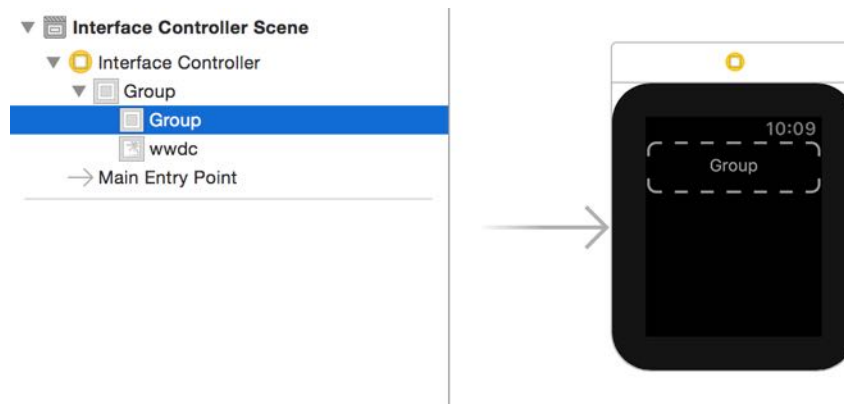 Interface Controller Scene
Interface Controller
Group
Group
wwdc
Main Entry Point
10:09
Group